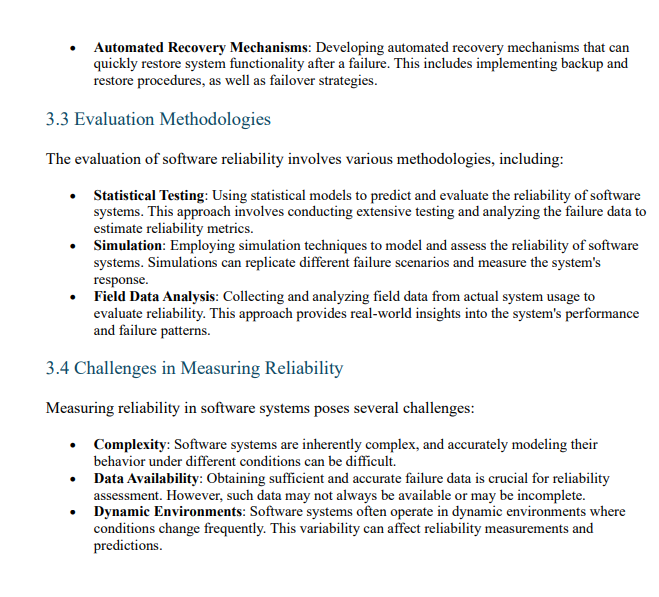 • Automated Recovery Mechanisms: Developing automated recovery mechanisms that can
quickly restore system functionality after a failure. This includes implementing backup and
restore procedures, as well as failover strategies.
3.3 Evaluation Methodologies
The evaluation of software reliability involves various methodologies, including:
• Statistical Testing: Using statistical models to predict and evaluate the reliability of software
systems. This approach involves conducting extensive testing and analyzing the failure data to
estimate reliability metrics.
• Simulation: Employing simulation techniques to model and assess the reliability of software
systems. Simulations can replicate different failure scenarios and measure the system's
response.
• Field Data Analysis: Collecting and analyzing field data from actual system usage to
evaluate reliability. This approach provides real-world insights into the system's performance
and failure patterns.
3.4 Challenges in Measuring Reliability
Measuring reliability in software systems poses several challenges:
• Complexity: Software systems are inherently complex, and accurately modeling their
behavior under different conditions can be difficult.
• Data Availability: Obtaining sufficient and accurate failure data is crucial for reliability
assessment. However, such data may not always be available or may be incomplete.
• Dynamic Environments: Software systems often operate in dynamic environments where
conditions change frequently. This variability can affect reliability measurements and
predictions.